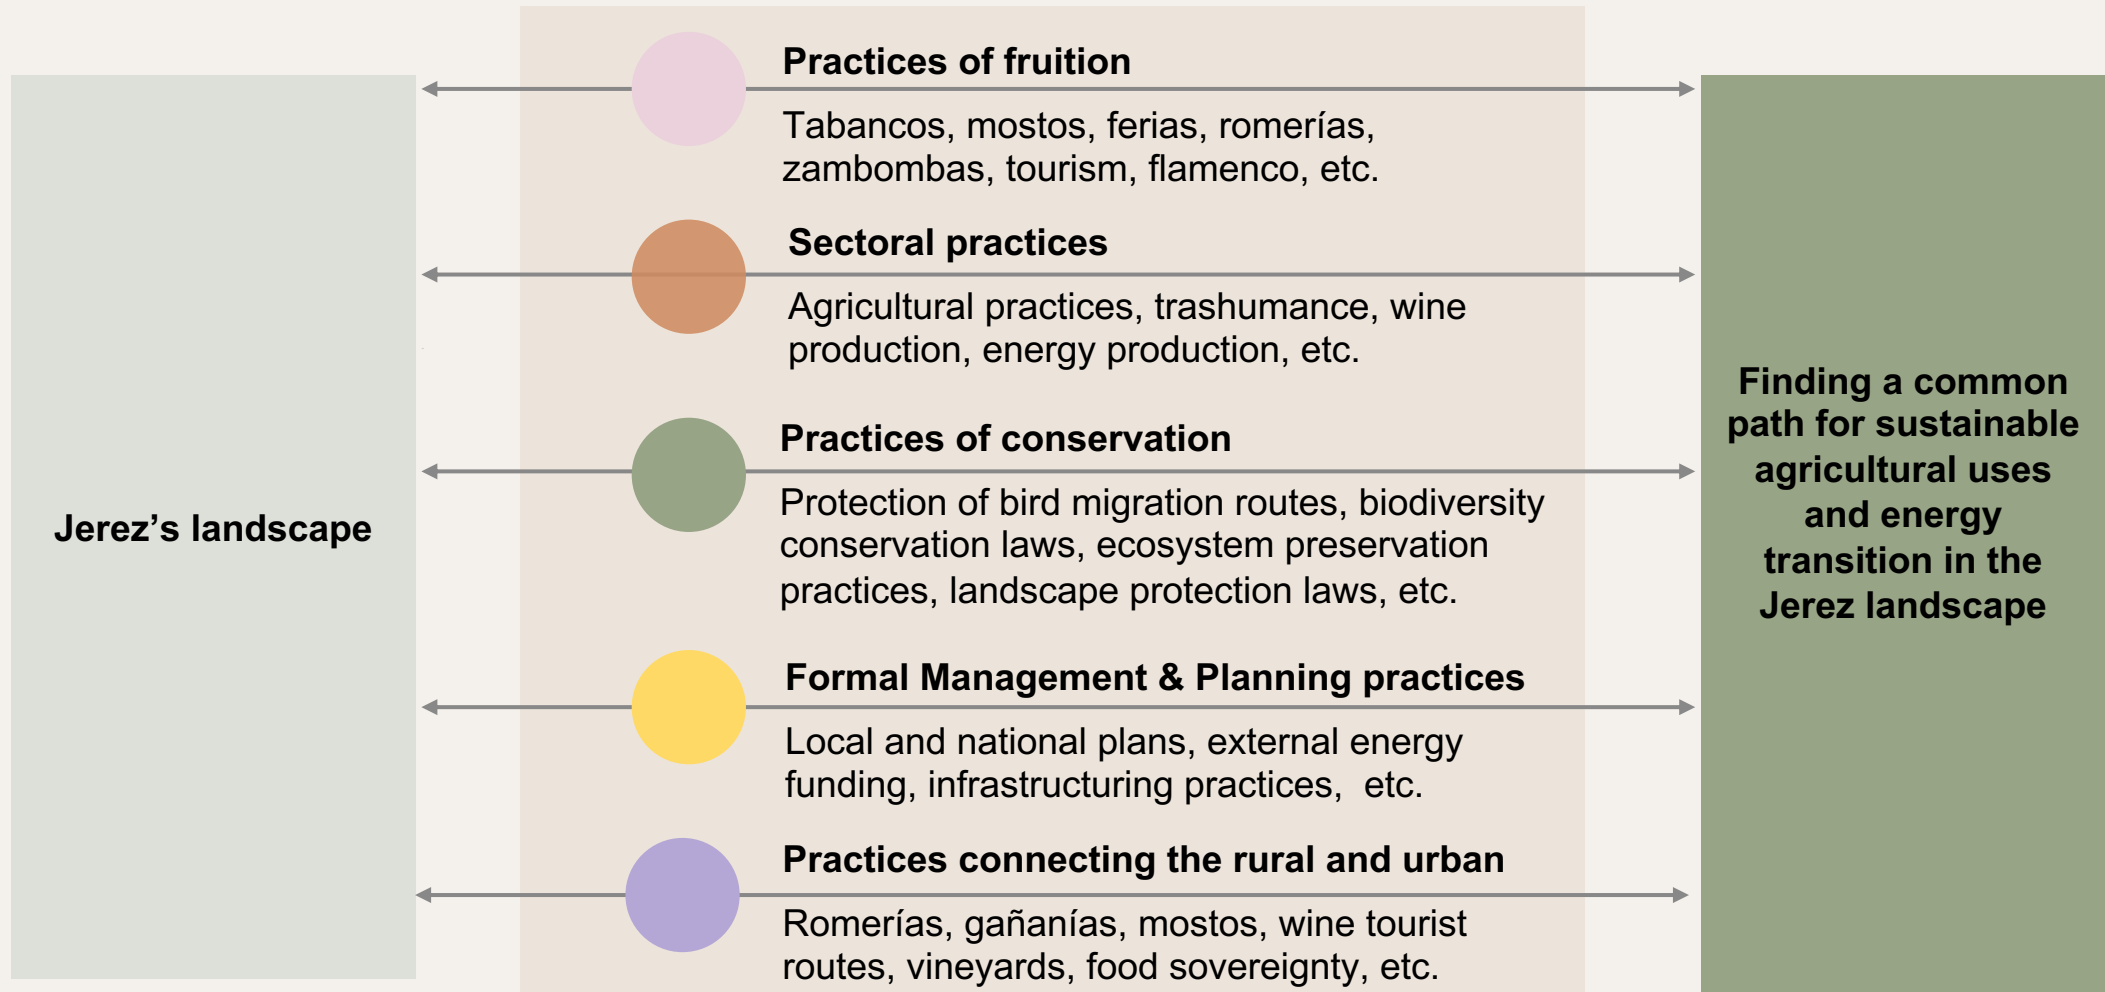 Jerez’s landscape
Practices of fruition
Tabancos, mostos, ferias, romerías,
zambombas, tourism, flamenco, etc.
Sectoral practices
Agricultural practices, trashumance, wine
production, energy production, etc.
Practices of conservation
Protection of bird migration routes, biodiversity
conservation laws, ecosystem preservation
practices, landscape protection laws, etc.
Formal Management & Planning practices
Local and national plans, external energy
funding, infrastructuring practices, etc.
Practices connecting the rural and urban
Romerías, gañanías, mostos, wine tourist
routes, vineyards, food sovereignty, etc.
Finding a common
path for sustainable
agricultural uses
and energy
transition in the
Jerez landscape